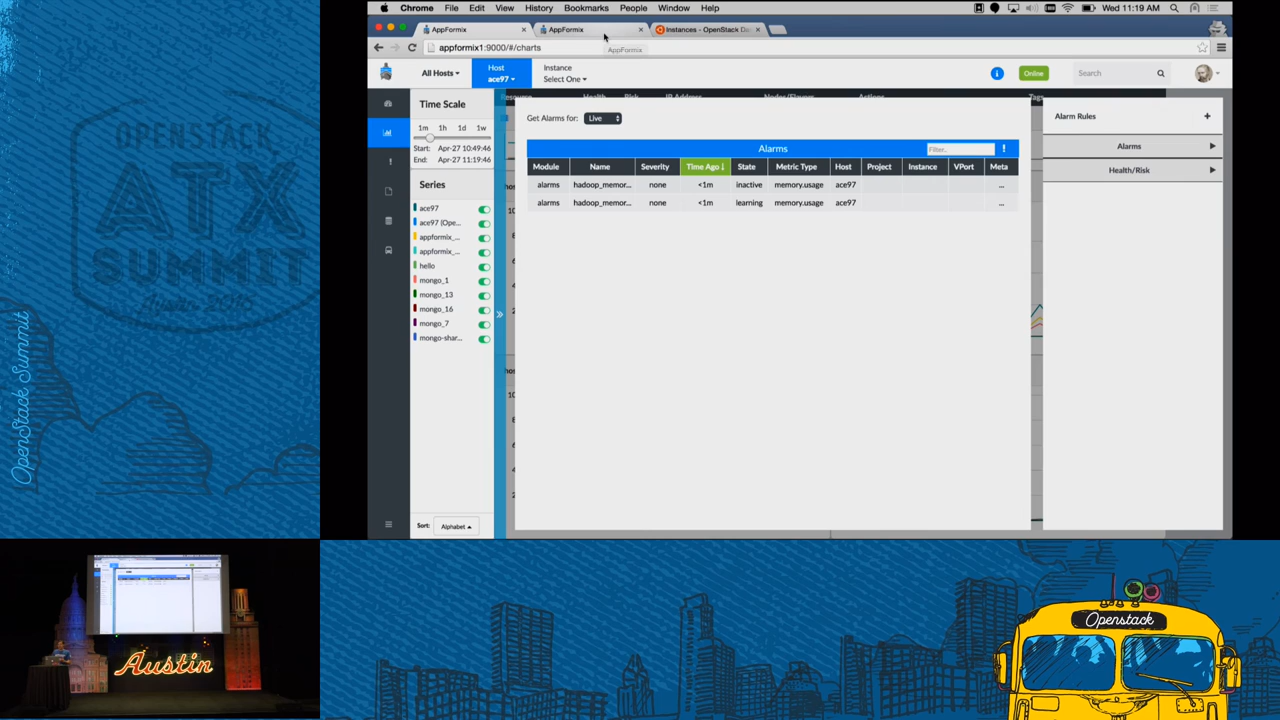 Chrome File Edit View History Bookmarks People Window Help
Wed 11:19 AM
AppFormix
AppFormix
Instances - OpenStack Da
appformix1:9000/#/charts
AppFormix
All Hosts
Host
ace97
Instance
Select One
Online
Search
Time Scale
1m 1h 1d 1w
Start: Apr-27 10:49:46
End: Apr-27 11:19:46
Series
ace97
ace97 (Ope...
appformix_...
appformix_...
hello
mongo_1
mongo_13
mongo_16
mongo_7
mongo-shar...
Sort: Alphabet
Get Alarms for: Live
Alarms
Filter..
Module Name Severity Time Ago State Metric Type Host Project Instance VPort Meta
alarms hadoop_memor... none <1m inactive memory.usage ace97 ...
alarms hadoop_memor... none <1m learning memory.usage ace97 ...
Alarm Rules +
Alarms
Health/Risk
OPENSTACK
ATX
SUMMIT
OpenStack Summit
Austin
Openstack